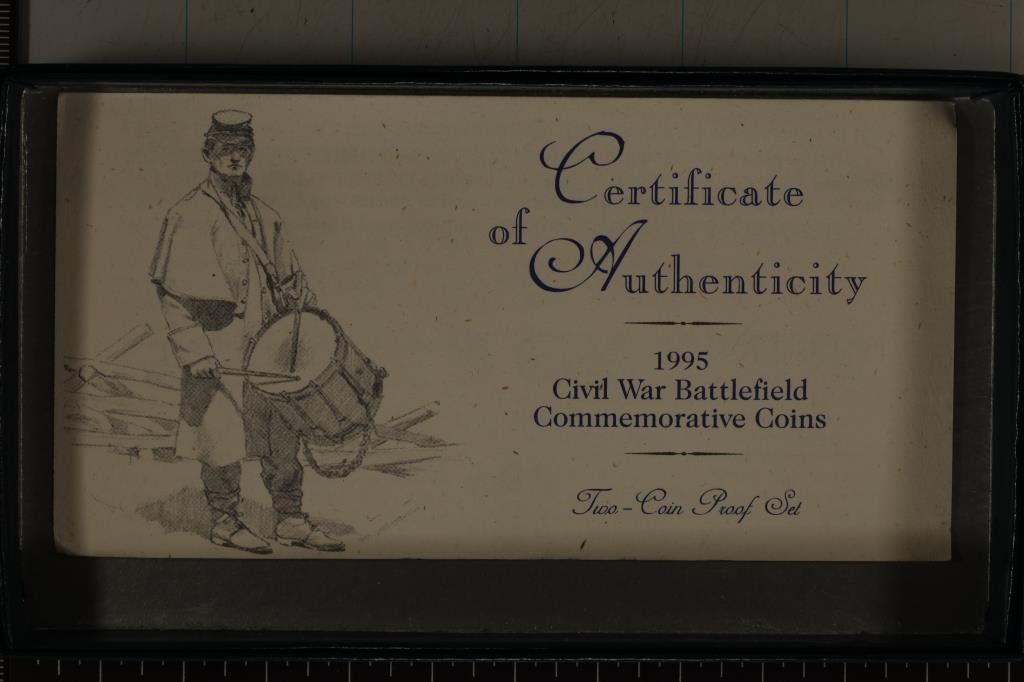 Certificate
of Authenticity
1995
Civil War Battlefield
Commemorative Coins
Two-Coin Proof Set